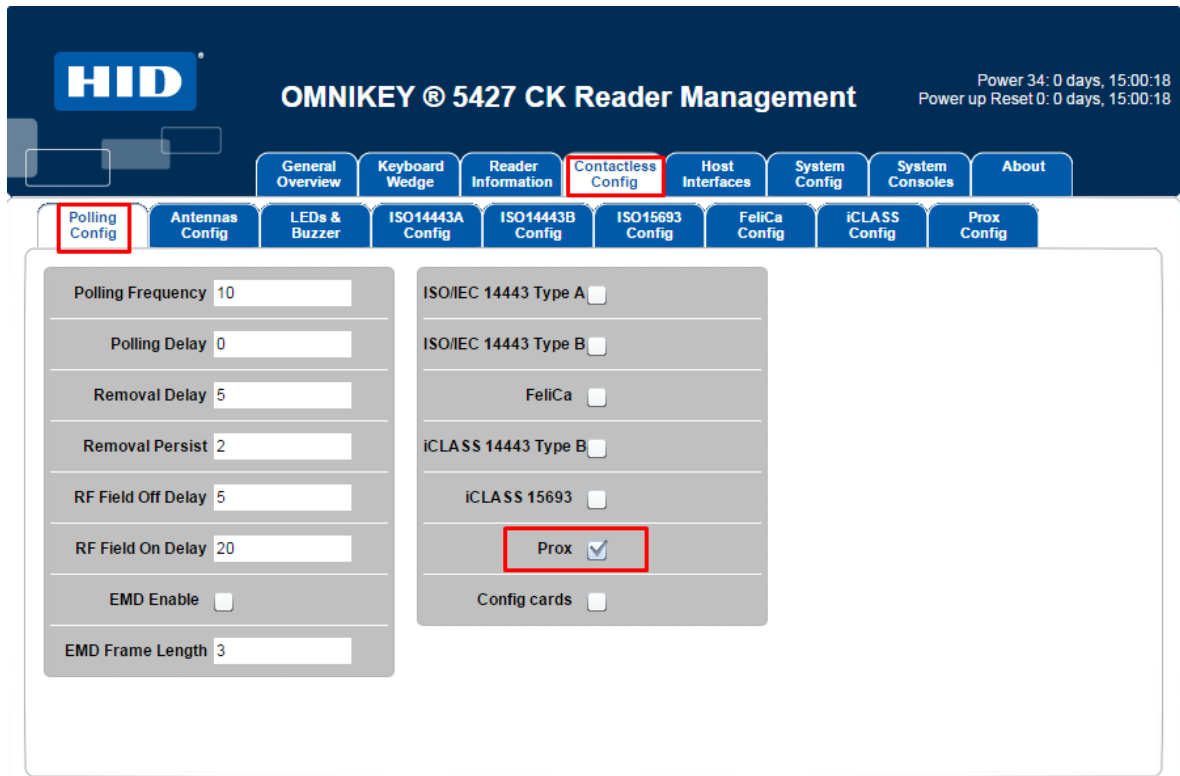 HID
OMNIKEY ® 5427 CK Reader Management
Power 34: 0 days, 15:00:18
Power up Reset 0: 0 days, 15:00:18
General Overview
Keyboard Wedge
Reader Information
Contactless Config
Host Interfaces
System Config
System Consoles
About
Polling Config
Antennas Config
LEDs & Buzzer
ISO14443A Config
ISO14443B Config
ISO15693 Config
FeliCa Config
iCLASS Config
Prox Config
Polling Frequency 10
Polling Delay 0
Removal Delay 5
Removal Persist 2
RF Field Off Delay 5
RF Field On Delay 20
EMD Enable
EMD Frame Length 3
ISO/IEC 14443 Type A
ISO/IEC 14443 Type B
FeliCa
iCLASS 14443 Type B
iCLASS 15693
Prox
Config cards